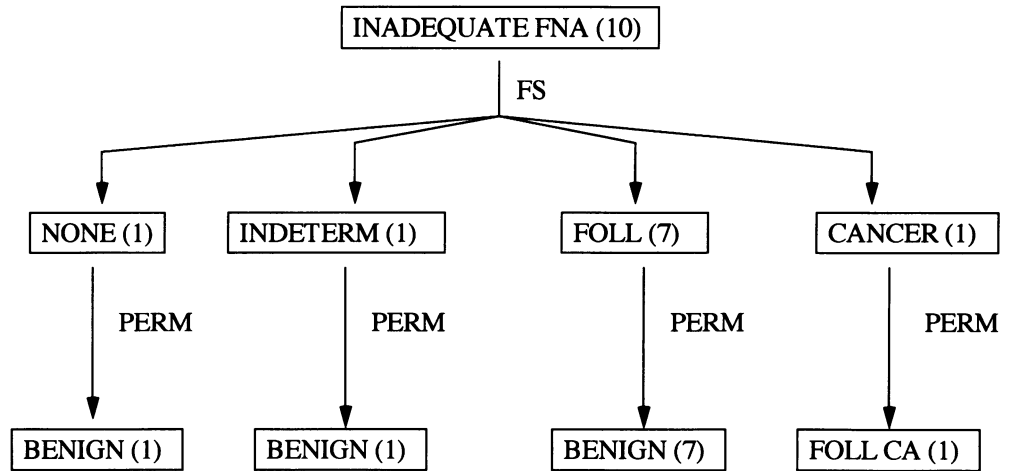 INADEQUATE FNA (10)
FS
NONE (1)
INDETERM (1)
FOLL (7)
CANCER (1)
PERM
PERM
PERM
PERM
BENIGN (1)
BENIGN (1)
BENIGN (7)
FOLL CA (1)